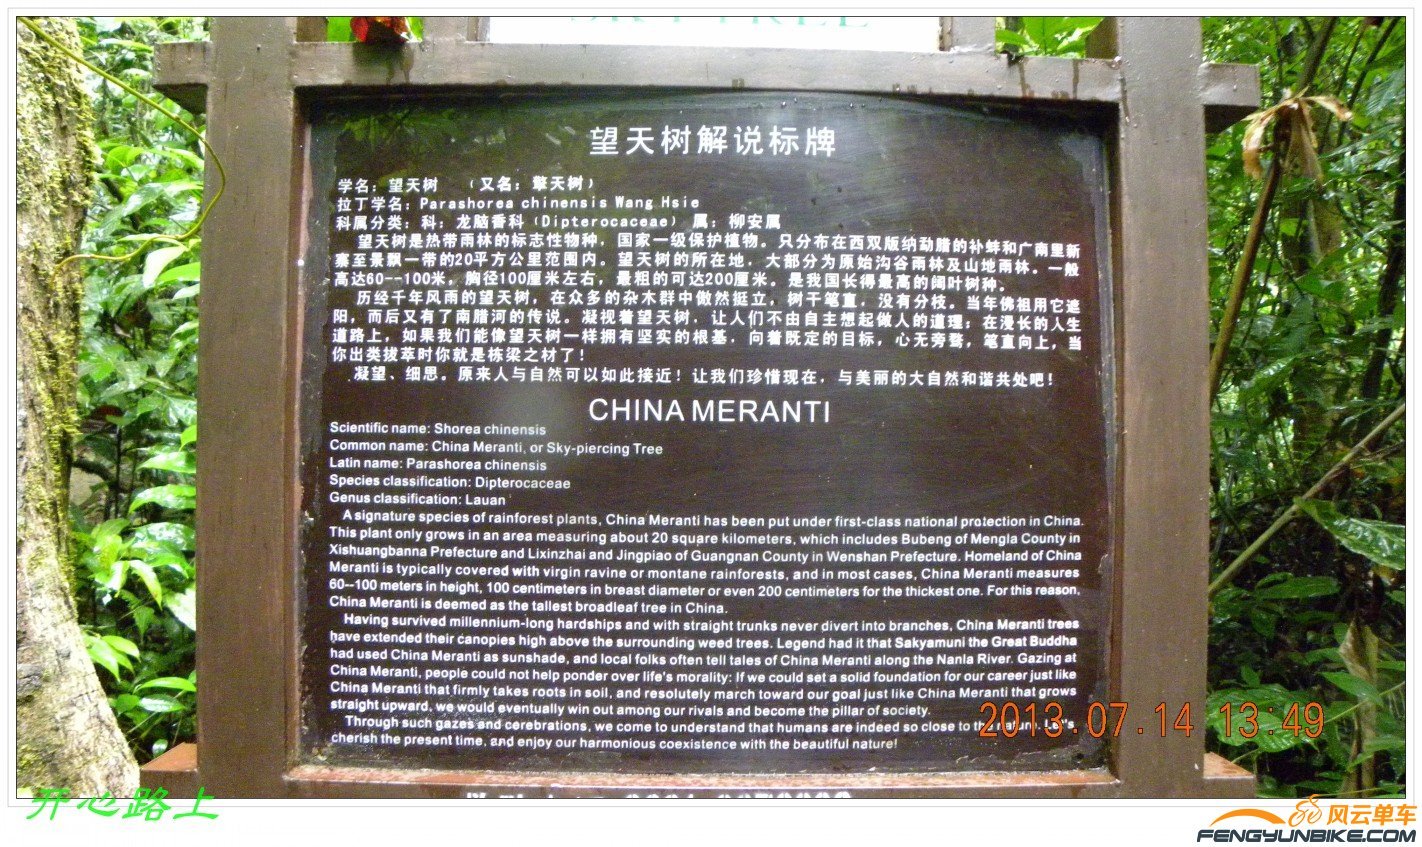 SKY TREE
望天树解说标牌
学名：望天树 （又名：擎天树）
拉丁学名：Parashorea chinensis Wang Hsie
科属分类：科：龙脑香科（Dipterocaceae） 属：柳安属
望天树是热带雨林的标志性物种，国家一级保护植物。只分布在西双版纳勐腊的补蚌和广南里新
寨至景飘一带的20平方公里范围内。望天树的所在地，大部分为原始沟谷雨林及山地雨林。一般
高达60--100米，胸径100厘米左右，最粗的可达200厘米。是我国长得最高的阔叶树种。
历经千年风雨的望天树，在众多的杂木群中傲然挺立，树干笔直，没有分枝。当年佛祖用它遮
阳，而后又有了南腊河的传说。凝视着望天树，让人们不由自主想起做人的道理：在漫长的人生
道路上，如果我们能像望天树一样拥有坚实的根基，向着既定的目标，心无旁骛，笔直向上，当
你出类拔萃时你就是栋梁之材了！
凝望、细思。原来人与自然可以如此接近！让我们珍惜现在，与美丽的大自然和谐共处吧！
CHINA MERANTI
Scientific name: Shorea chinensis
Common name: China Meranti, or Sky-piercing Tree
Latin name: Parashorea chinensis
Species classification: Dipterocaceae
Genus classification: Lauan
A signature species of rainforest plants, China Meranti has been put under first-class national protection in China.
This plant only grows in an area measuring about 20 square kilometers, which includes Bubeng of Mengla County in
Xishuangbanna Prefecture and Lixinzhai and Jingpiao of Guangnan County in Wenshan Prefecture. Homeland of China
Meranti is typically covered with virgin ravine or montane rainforests, and in most cases, China Meranti measures
60--100 meters in height, 100 centimeters in breast diameter or even 200 centimeters for the thickest one. For this reason,
China Meranti is deemed as the tallest broadleaf tree in China.
Having survived millennium-long hardships and with straight trunks never divert into branches, China Meranti trees
have extended their canopies high above the surrounding weed trees. Legend had it that Sakyamuni the Great Buddha
had used China Meranti as sunshade, and local folks often tell tales of China Meranti along the Nanla River. Gazing at
China Meranti, people could not help ponder over life's morality: If we could set a solid foundation for our career just like
China Meranti that firmly takes roots in soil, and resolutely march toward our goal just like China Meranti that grows
straight upward, we would eventually win out among our rivals and become the pillar of society.
Through such gazes and cerebrations, we come to understand that humans are indeed so close to the nature. Let's
cherish the present time, and enjoy our harmonious coexistence with the beautiful nature!
2013.07.14 13:49
开心路上
风云单车
FENGYUNBIKE.COM